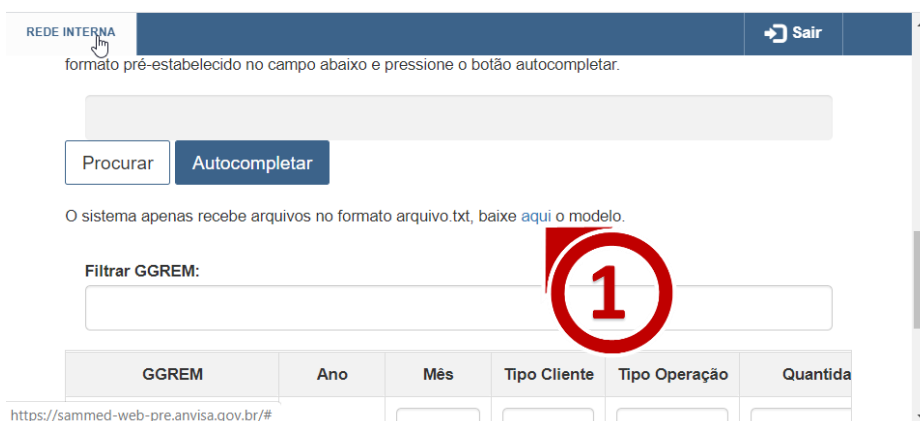 REDE INTERNA
Sair
formato pré-estabelecido no campo abaixo e pressione o botão autocompletar.
Procurar
Autocompletar
O sistema apenas recebe arquivos no formato arquivo.txt, baixe aqui o modelo.
1
Filtrar GGREM:
GGREM Ano Mês Tipo Cliente Tipo Operação Quantida
https://sammed-web-pre.anvisa.gov.br/#